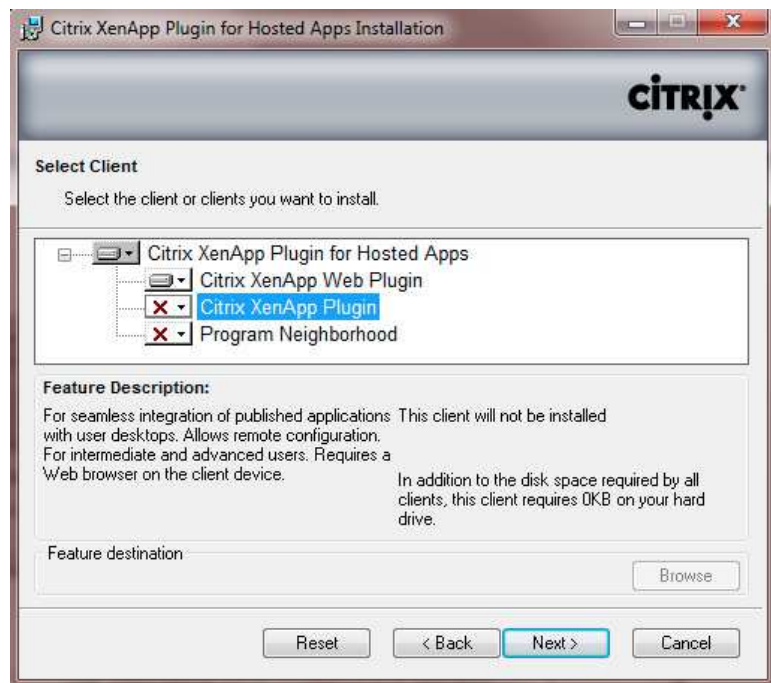 Citrix XenApp Plugin for Hosted Apps Installation
CİTRIX
Select Client
Select the client or clients you want to install.
Citrix XenApp Plugin for Hosted Apps
Citrix XenApp Web Plugin
Citrix XenApp Plugin
Program Neighborhood
Feature Description:
For seamless integration of published applications
with user desktops. Allows remote configuration.
For intermediate and advanced users. Requires a
Web browser on the client device.
This client will not be installed
In addition to the disk space required by all
clients, this client requires 0KB on your hard
drive.
Feature destination
Browse
Reset
< Back
Next >
Cancel